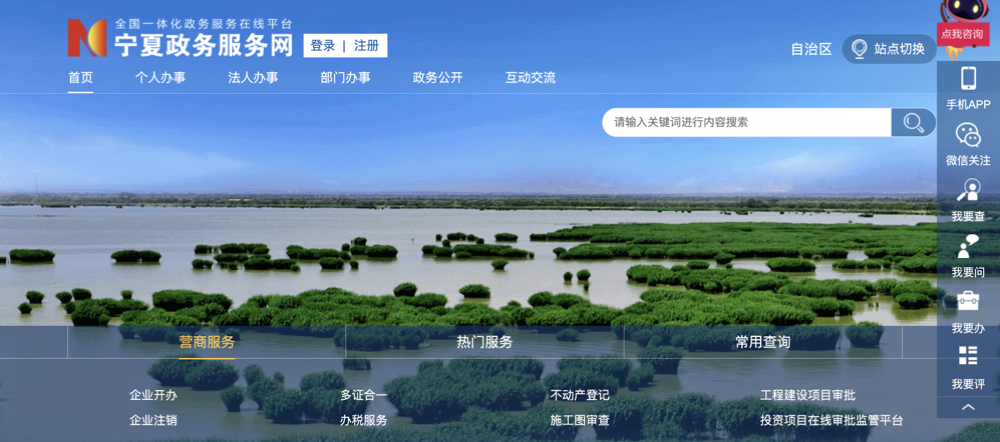 全国一体化政务服务在线平台
宁夏政务服务网
登录 | 注册
自治区
站点切换
点我咨询
首页 个人办事 法人办事 部门办事 政务公开 互动交流
请输入关键词进行内容搜索
手机APP
微信关注
我要查
我要问
我要办
我要评
营商服务 热门服务 常用查询
企业开办 多证合一 不动产登记 工程建设项目审批
企业注销 办税服务 施工图审查 投资项目在线审批监管平台